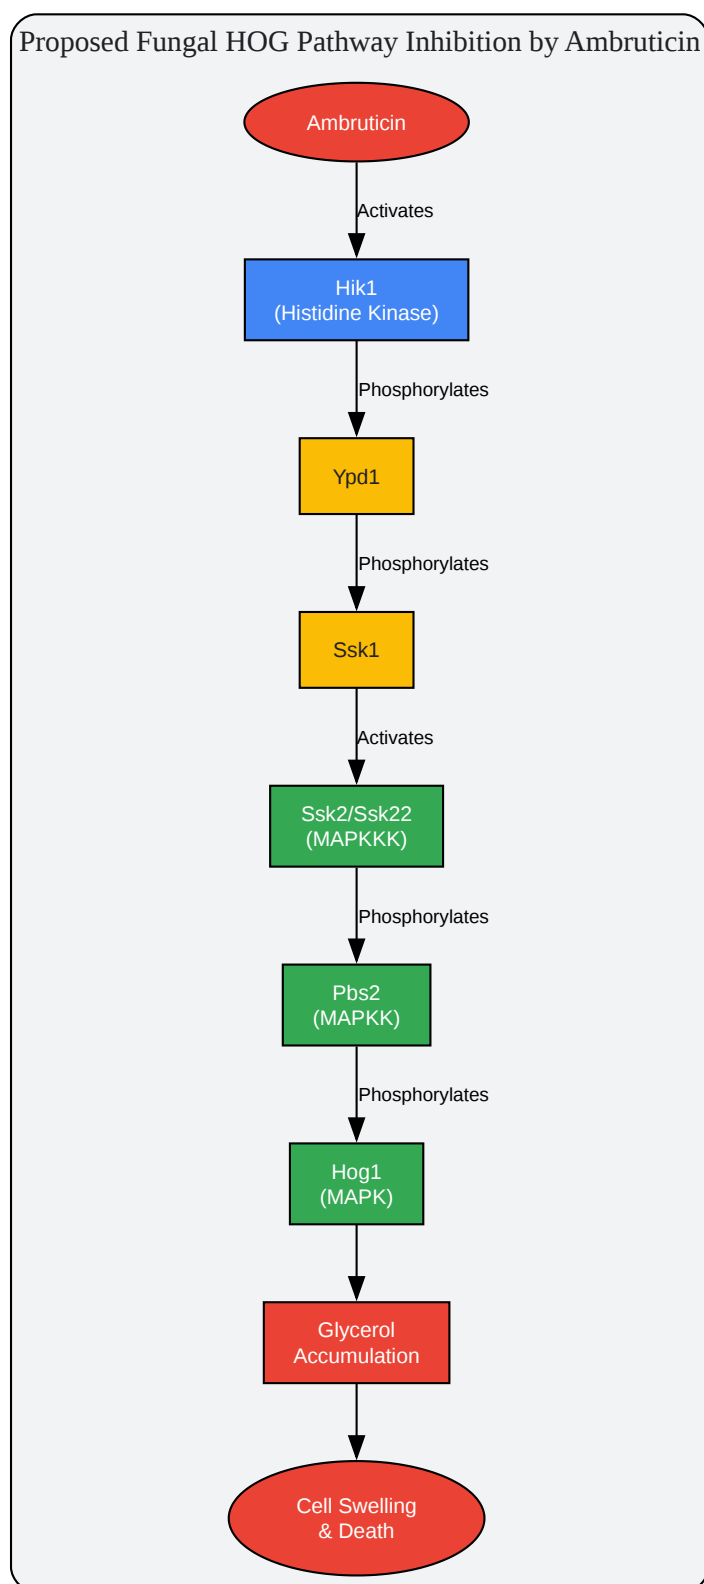 Proposed Fungal HOG Pathway Inhibition by Ambruticin
Ambruticin
Activates
Hik1
(Histidine Kinase)
Phosphorylates
Ypd1
Phosphorylates
Ssk1
Activates
Ssk2/Ssk22
(MAPKKK)
Phosphorylates
Pbs2
(MAPKK)
Phosphorylates
Hog1
(MAPK)
Glycerol
Accumulation
Cell Swelling
& Death